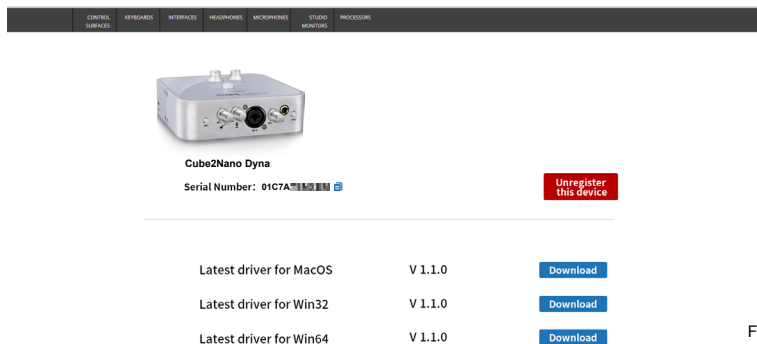 CONTROL SURFACES KEYBOARDS INTERFACES HEADPHONES MICROPHONES STUDIO MONITORS PROCESSORS
Cube2Nano Dyna
Serial Number: 01C7A
Unregister
this device
Latest driver for MacOS V 1.1.0 Download
Latest driver for Win32 V 1.1.0 Download
Latest driver for Win64 V 1.1.0 Download
F